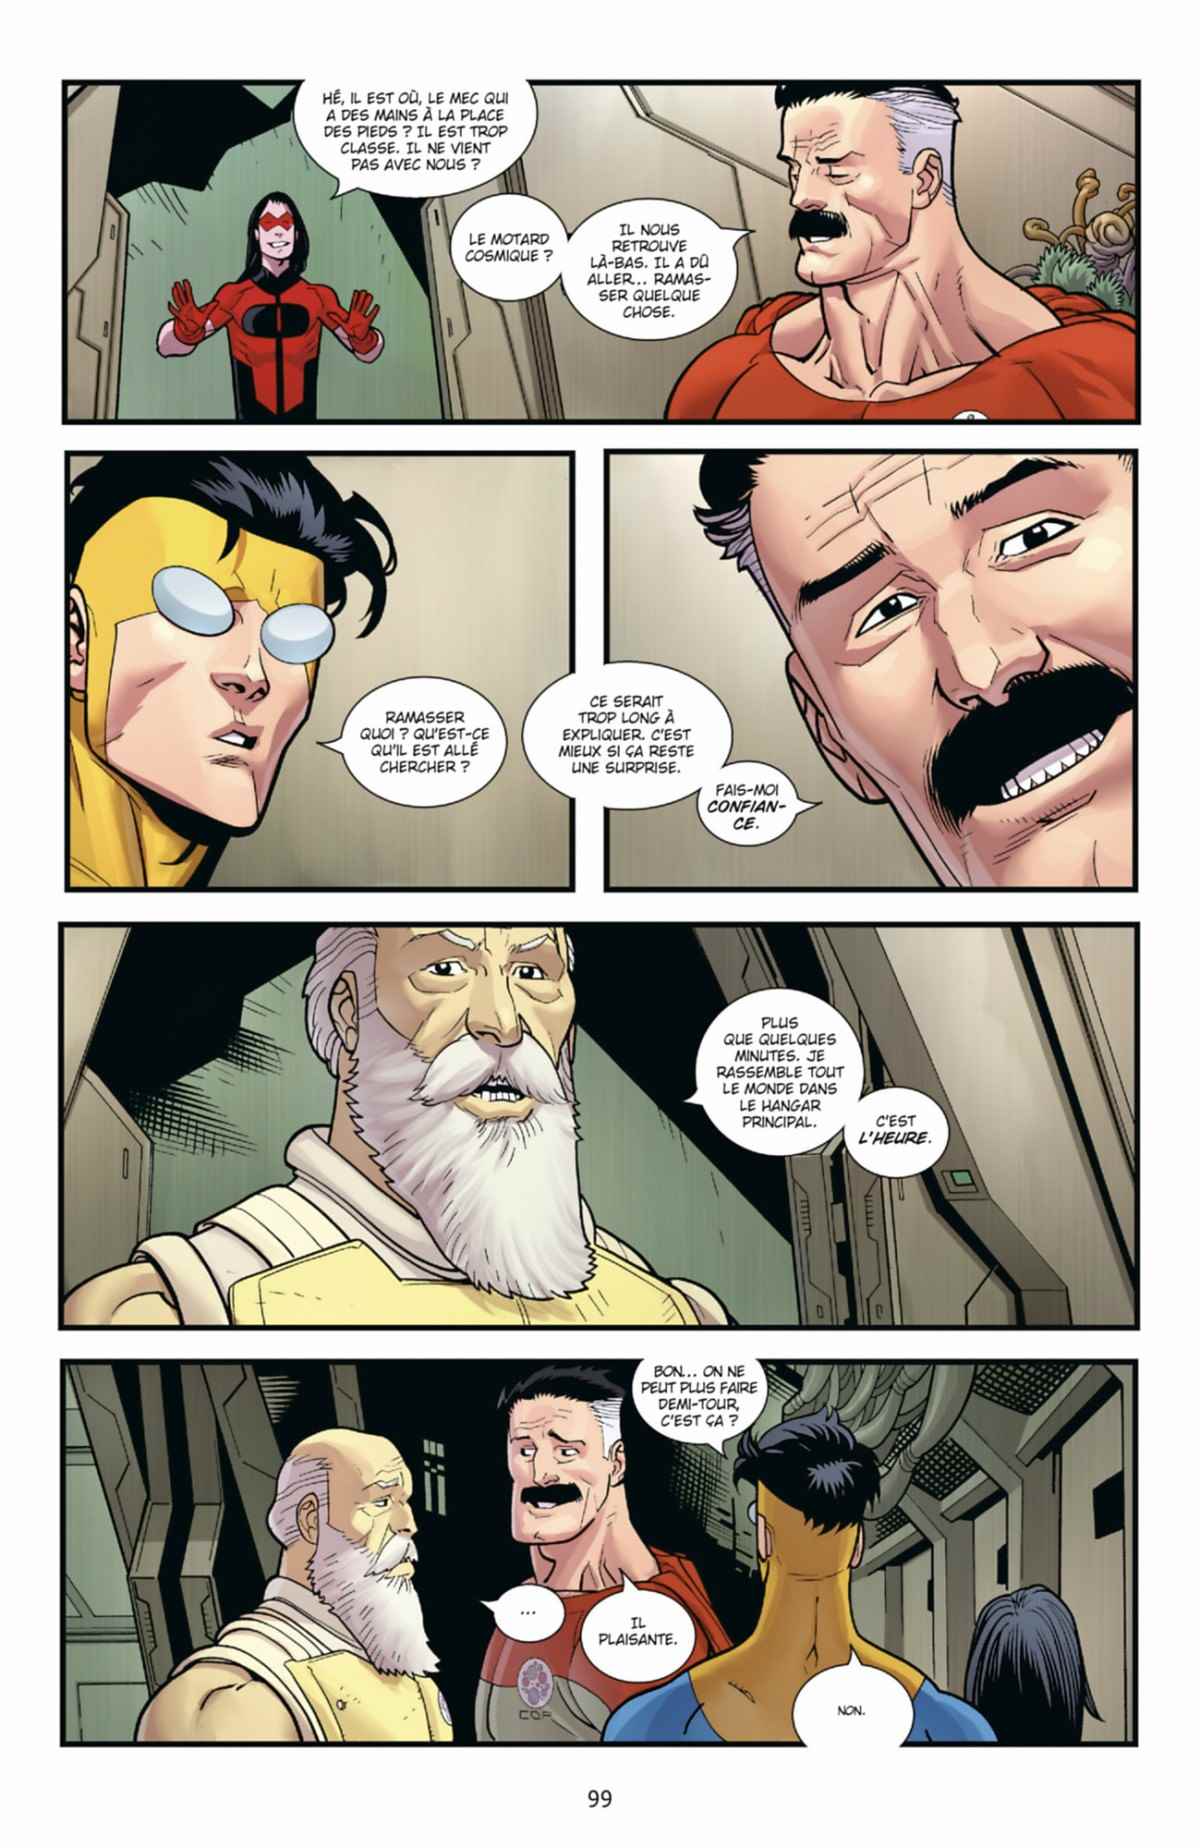 HÉ, IL EST OÙ, LE MEC QUI
A DES MAINS À LA PLACE
DES PIEDS ? IL EST TROP
CLASSE. IL NE VIENT
PAS AVEC NOUS ?
LE MOTARD
COSMIQUE ?
IL NOUS
RETROUVE
LÀ-BAS. IL A DÛ
ALLER... RAMAS-
SER QUELQUE
CHOSE.
RAMASSER
QUOI ? QU'EST-CE
QU'IL EST ALLÉ
CHERCHER ?
CE SERAIT
TROP LONG À
EXPLIQUER. C'EST
MIEUX SI ÇA RESTE
UNE SURPRISE.
FAIS-MOI
CONFIAN-
CE.
PLUS
QUE QUELQUES
MINUTES. JE
RASSEMBLE TOUT
LE MONDE DANS
LE HANGAR
PRINCIPAL.
C'EST
L'HEURE.
BON... ON NE
PEUT PLUS FAIRE
DEMI-TOUR,
C'EST ÇA ?
...
IL
PLAISANTE.
NON.
COP
99